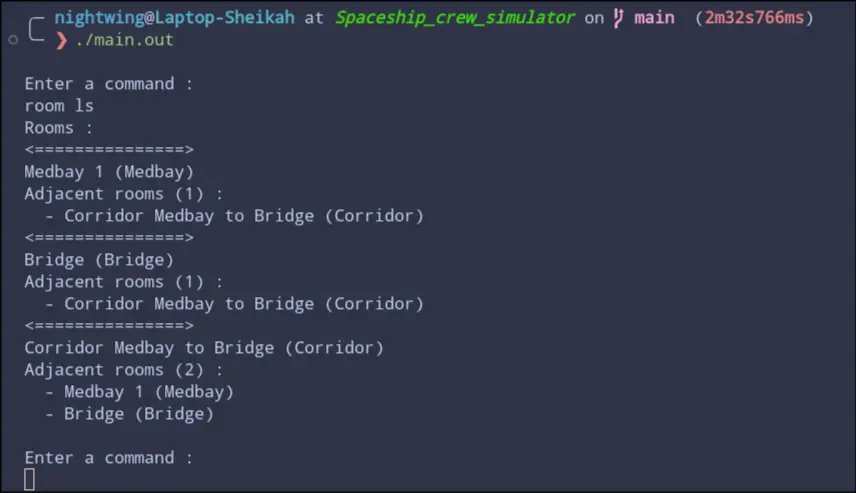 nightwing@Laptop-Sheikah at Spaceship_crew_simulator on main (2m32s766ms)
❯ ./main.out
Enter a command :
room ls
Rooms :
<===============>
Medbay 1 (Medbay)
Adjacent rooms (1) :
- Corridor Medbay to Bridge (Corridor)
<===============>
Bridge (Bridge)
Adjacent rooms (1) :
- Corridor Medbay to Bridge (Corridor)
<===============>
Corridor Medbay to Bridge (Corridor)
Adjacent rooms (2) :
- Medbay 1 (Medbay)
- Bridge (Bridge)
Enter a command :